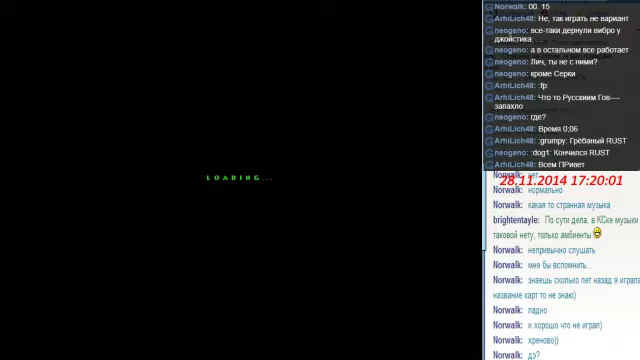 LOADING...
Norwalk: 00 15
ArhiLich48: Не, так играть не вариант
neogeno: все-таки дернули вибро у
джойстика...
neogeno: а в остальном все работает
neogeno: Лич, ты не с ними?
neogeno: кроме Серки
ArhiLich48: :fp:
ArhiLich48: Что то Русскиим Гов----
запахло
neogeno: где?
ArhiLich48: Время 0;06
ArhiLich48: :grumpy: Грёбаный RUST
neogeno: :dog1: Кончился RUST
ArhiLich48: Всем ПРивет
Norwalk: нет
28.11.2014 17:20:01
Norwalk: нормально
Norwalk: какая то странная музыка
brightentayle: По сути дела, в КСке музыки
таковой нету, только амбиенты
Norwalk: непривычно слушать
Norwalk: мне бы вспомнить...
Norwalk: знаешь сколько лет назад я играла
название карт то не знаю)
Norwalk: ладно
Norwalk: и хорошо что не играл)
Norwalk: хреново))
Norwalk: дэ?